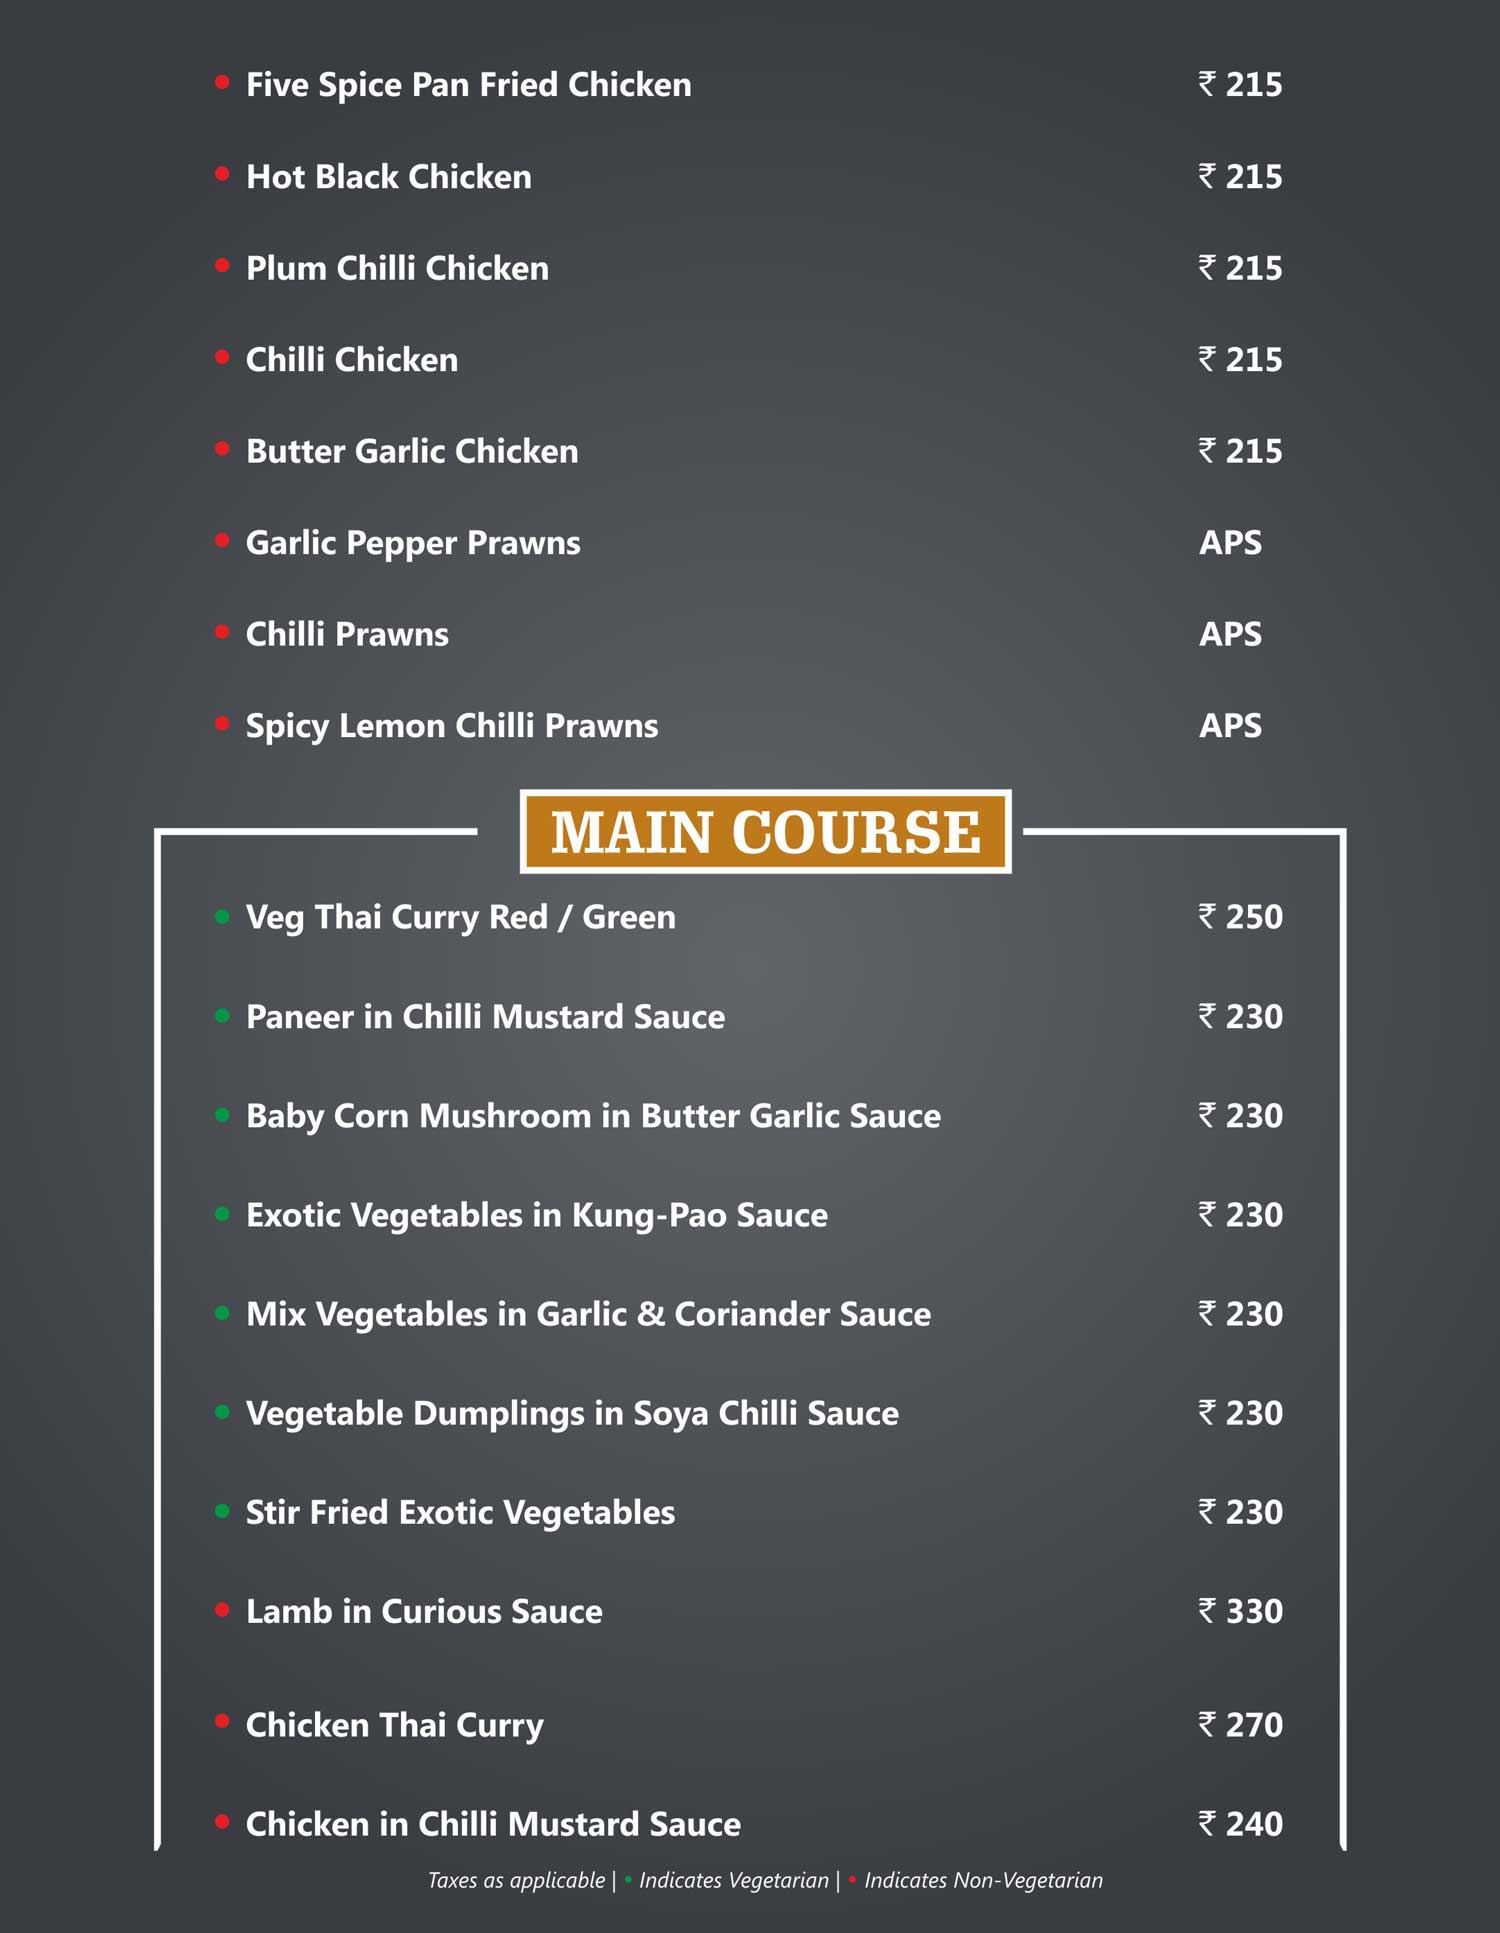 • Five Spice Pan Fried Chicken ₹ 215
• Hot Black Chicken ₹ 215
• Plum Chilli Chicken ₹ 215
• Chilli Chicken ₹ 215
• Butter Garlic Chicken ₹ 215
• Garlic Pepper Prawns APS
• Chilli Prawns APS
• Spicy Lemon Chilli Prawns APS
MAIN COURSE
• Veg Thai Curry Red / Green ₹ 250
• Paneer in Chilli Mustard Sauce ₹ 230
• Baby Corn Mushroom in Butter Garlic Sauce ₹ 230
• Exotic Vegetables in Kung-Pao Sauce ₹ 230
• Mix Vegetables in Garlic & Coriander Sauce ₹ 230
• Vegetable Dumplings in Soya Chilli Sauce ₹ 230
• Stir Fried Exotic Vegetables ₹ 230
• Lamb in Curious Sauce ₹ 330
• Chicken Thai Curry ₹ 270
• Chicken in Chilli Mustard Sauce ₹ 240
Taxes as applicable | • Indicates Vegetarian | • Indicates Non-Vegetarian